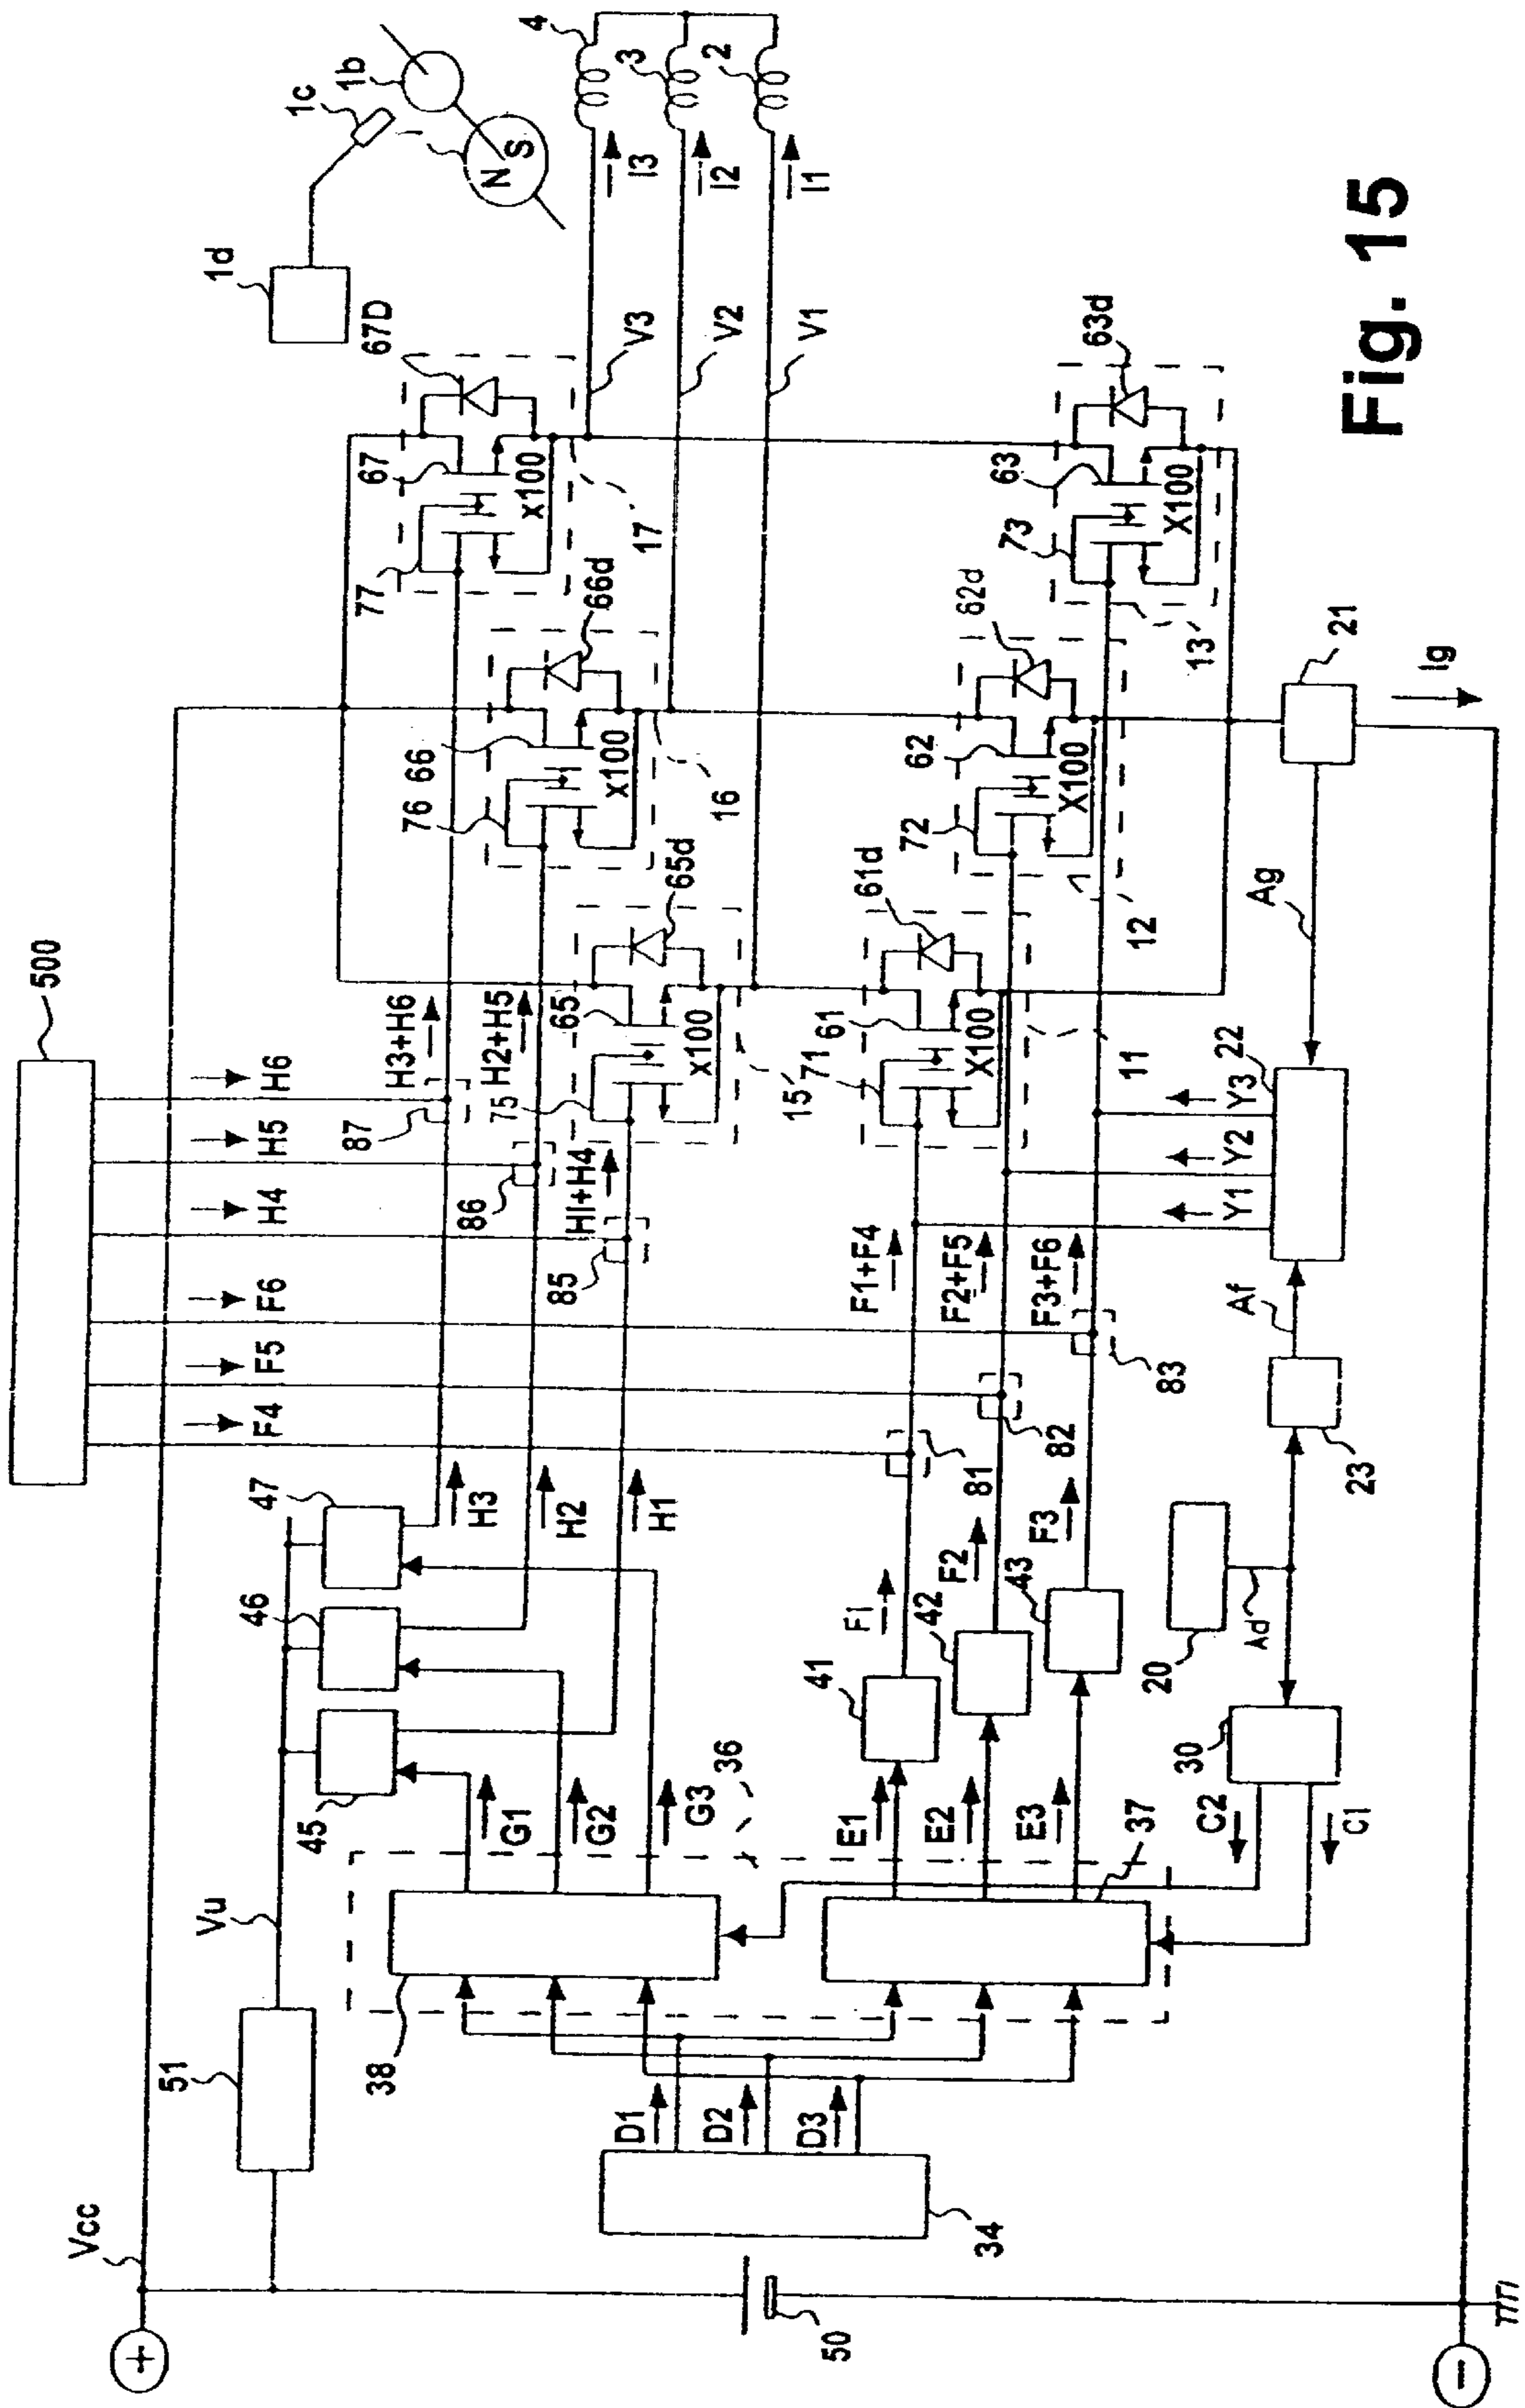 Fig. 15
500
Vcc
Vu
51
45
46
47
H3
H2
H1
F4
F5
F6
H4
H5
H6
85
86
87
H1+H4
H2+H5
H3+H6
75
65
65d
x100
15
76
66
66d
x100
16
77
67
67D
x100
17
1d
1c
1b
N
S
4
3
2
I3
I2
I1
V3
V2
V1
38
36
G1
G2
G3
D1
D2
D3
34
50
37
E1
E2
E3
41
42
43
F1
F2
F3
81
82
83
F1+F4
F2+F5
F3+F6
71
61
61d
X100
11
72
62
62d
X100
12
73
63
63d
X100
13
C2
C1
30
20
Ad
23
Af
22
Y1
Y2
Y3
Ag
21
Ig
+
−